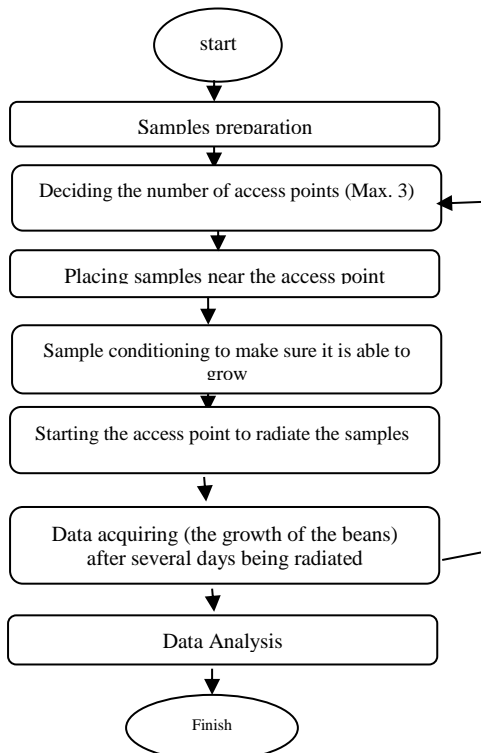 start
Samples preparation
Deciding the number of access points (Max. 3)
Placing samples near the access point
Sample conditioning to make sure it is able to
grow
Starting the access point to radiate the samples
Data acquiring (the growth of the beans)
after several days being radiated
Data Analysis
Finish